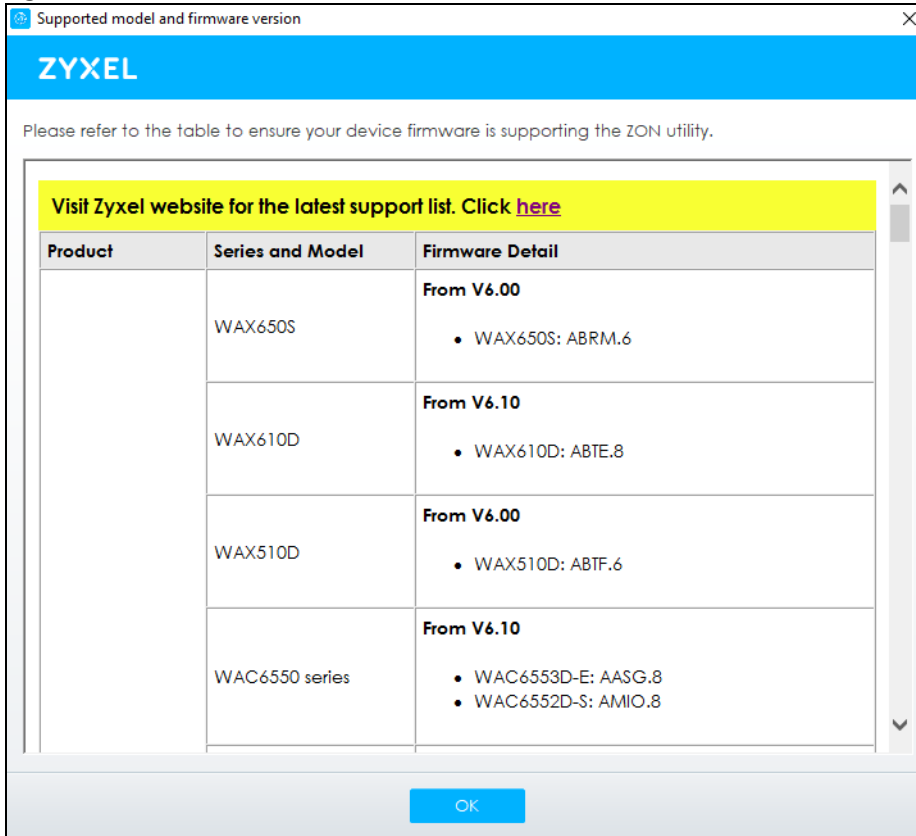 Supported model and firmware version
ZYXEL
Please refer to the table to ensure your device firmware is supporting the ZON utility.
Visit Zyxel website for the latest support list. Click here
Product Series and Model Firmware Detail
WAX650S
From V6.00
• WAX650S: ABRM.6
WAX610D
From V6.10
• WAX610D: ABTE.8
WAX510D
From V6.00
• WAX510D: ABTF.6
WAC6550 series
From V6.10
• WAC6553D-E: AASG.8
• WAC6552D-S: AMIO.8
OK